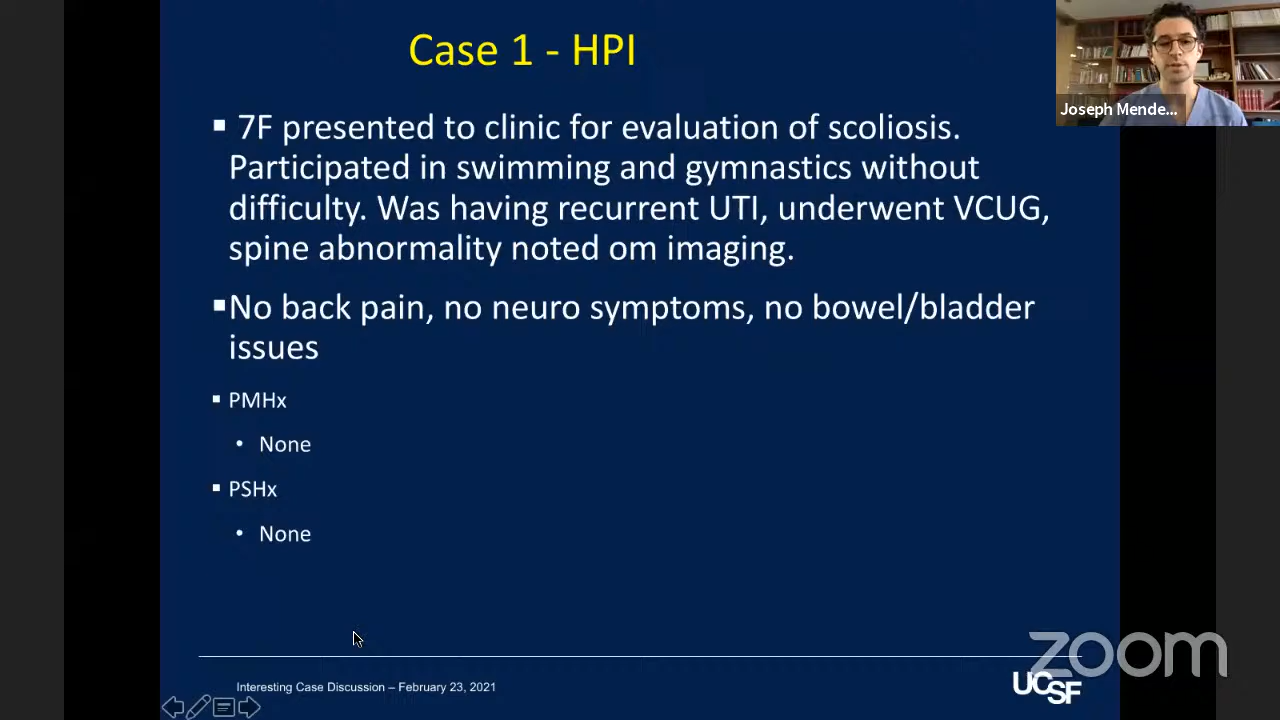 Case 1 - HPI
Joseph Mende...
▪ 7F presented to clinic for evaluation of scoliosis.
Participated in swimming and gymnastics without
difficulty. Was having recurrent UTI, underwent VCUG,
spine abnormality noted om imaging.
▪No back pain, no neuro symptoms, no bowel/bladder
issues
▪ PMHx
• None
▪ PSHx
• None
zoom
Interesting Case Discussion – February 23, 2021
UCSF